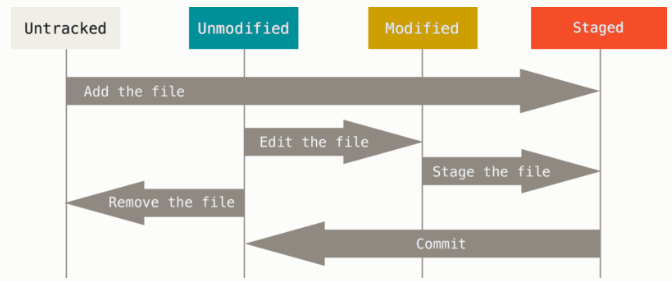 Untracked
Unmodified
Modified
Staged
Add the file
Edit the file
Stage the file
Remove the file
Commit